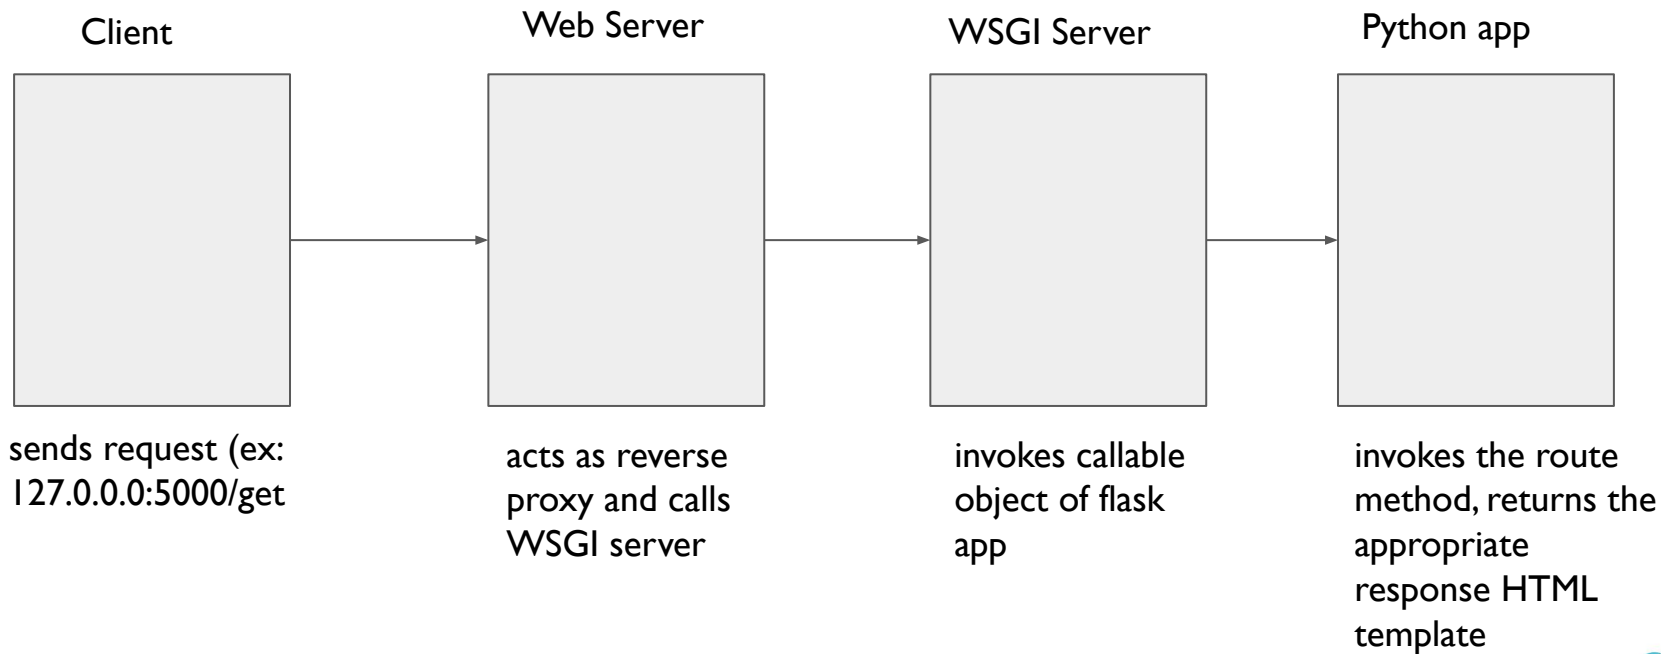 Client
Web Server
WSGI Server
Python app
sends request (ex:
127.0.0.0:5000/get
acts as reverse
proxy and calls
WSGI server
invokes callable
object of flask
app
invokes the route
method, returns the
appropriate
response HTML
template